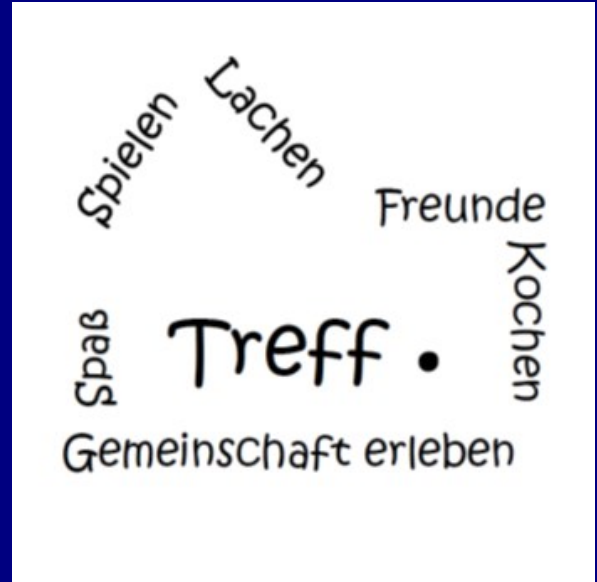 Spielen
Lachen
Freunde
Kochen
Spaß
Treff .
Gemeinschaft erleben